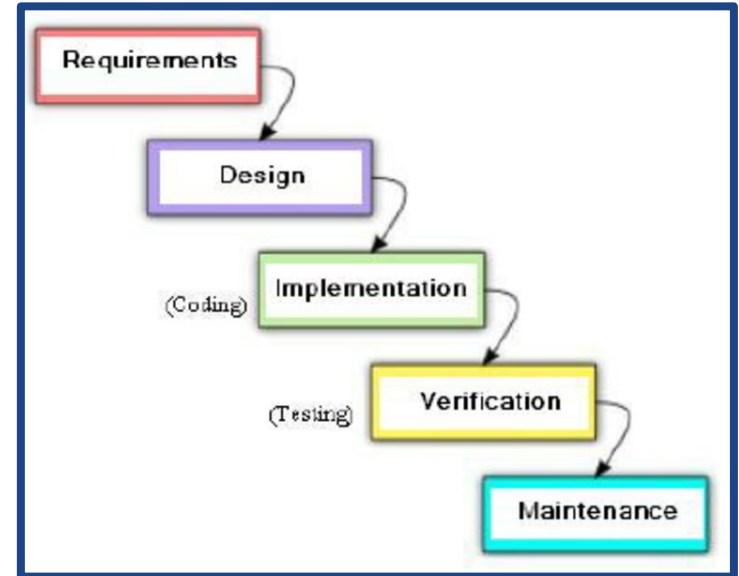 Requirements
Design
Implementation
(Coding)
Verification
(Testing)
Maintenance